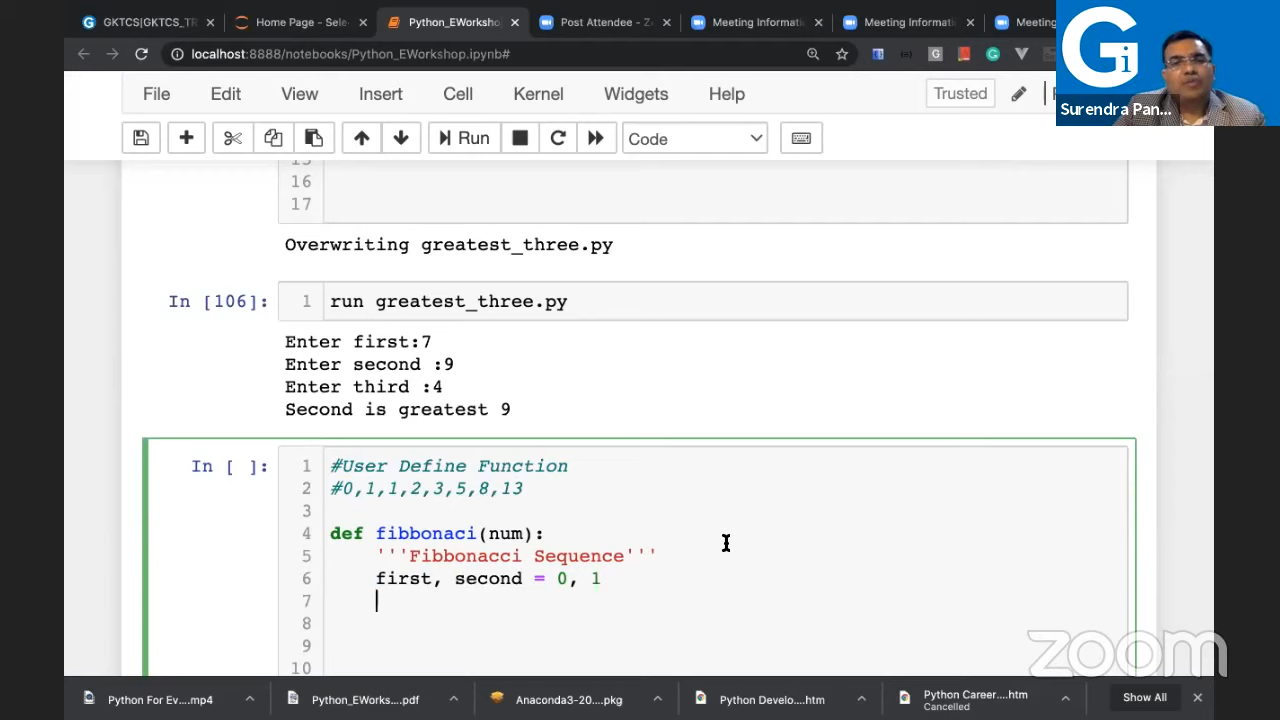 GKTCS|GKTCS_TR
Home Page - Sele
Python_EWorksho
Post Attendee - Z
Meeting Informati
Meeting Informati
Meeting
localhost:8888/notebooks/Python_EWorkshop.ipynb#
Gi
Surendra Pan...
File Edit View Insert Cell Kernel Widgets Help Trusted
Run Code
15
16
17
Overwriting greatest_three.py
In [106]: 1 run greatest_three.py
Enter first:7
Enter second :9
Enter third :4
Second is greatest 9
In [ ]: 1 #User Define Function
2 #0,1,1,2,3,5,8,13
3
4 def fibbonaci(num):
5 '''Fibbonacci Sequence'''
6 first, second = 0, 1
7
8
9
10
zoom
Python For Ev....mp4
Python_EWorks....pdf
Anaconda3-20....pkg
Python Develo....htm
Python Career....htm
Cancelled
Show All